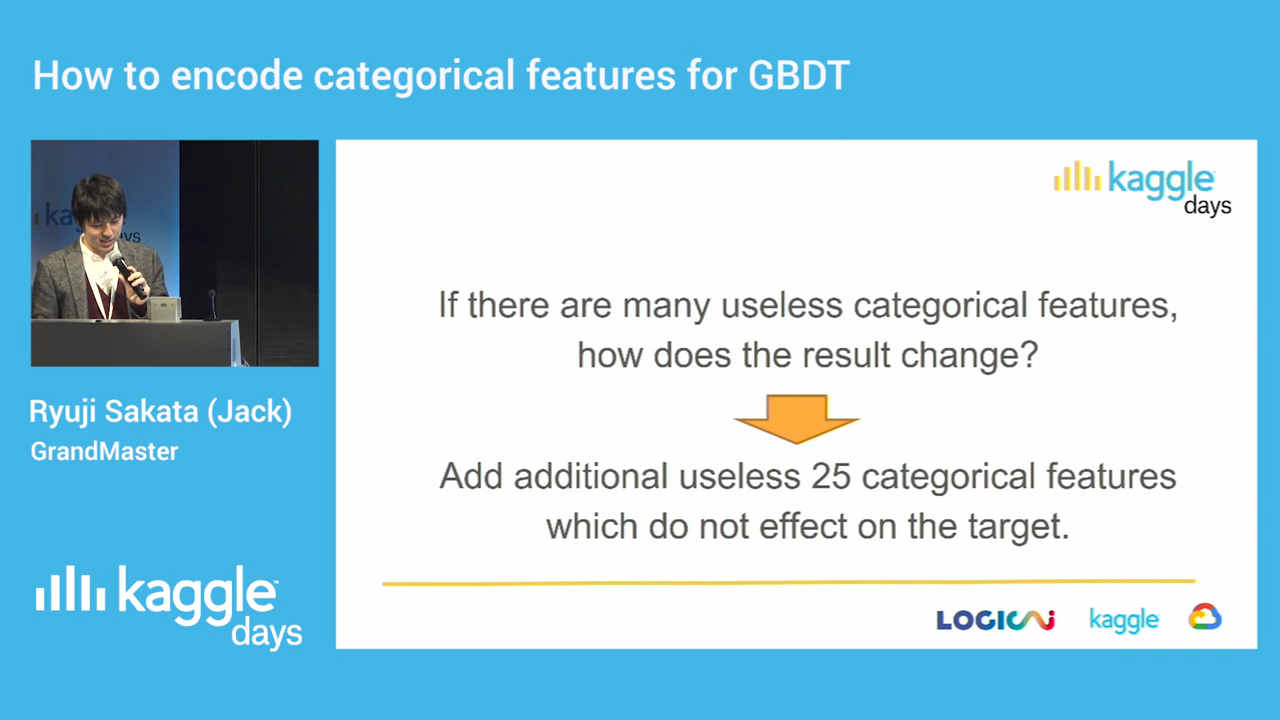 How to encode categorical features for GBDT
kaggle
days
Ryuji Sakata (Jack)
GrandMaster
kaggle
days
kaggle
days
If there are many useless categorical features,
how does the result change?
Add additional useless 25 categorical features
which do not effect on the target.
LOGICAI
kaggle